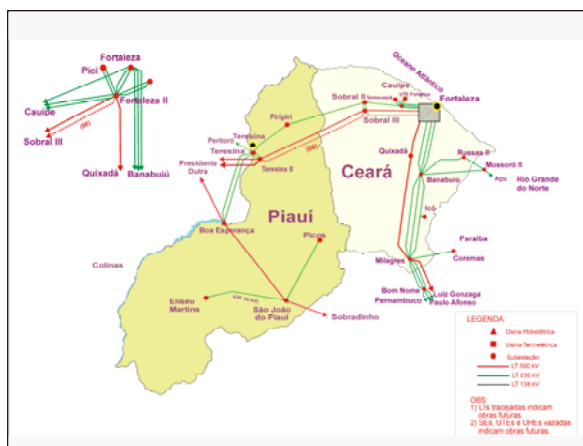 Fortaleza
Pici
Fortaleza II
Cauipe
Sobral III
(S6)
Quixadá
Banabuiú
Oceano Atlântico
Cauipe
Sobral II
Fortaleza
Sobral III
Piripiri
Peritoró
Teresina
Teresina
Teresina II
Presidente
Dutra
Quixadá
Ceará
Russas II
Mossoró II
Banabuiú
Açu
Rio Grande
do Norte
Icó
Piauí
Boa Esperança
Picos
Paraíba
Milagres
Coremas
Colinas
Bom Nome
Luiz Gonzaga
Pernambuco
Paulo Afonso
Eliseu
Martins
São João
do Piauí
Sobradinho
LEGENDA:
Usina Hidrelétrica
Usina Termelétrica
Subestação
LT 500 kV
LT 230 kV
LT 138 kV
OBS:
1) LTs tracejadas indicam
obras futuras
2) SEs, UTEs e UHEs vazadas
indicam obras futuras.